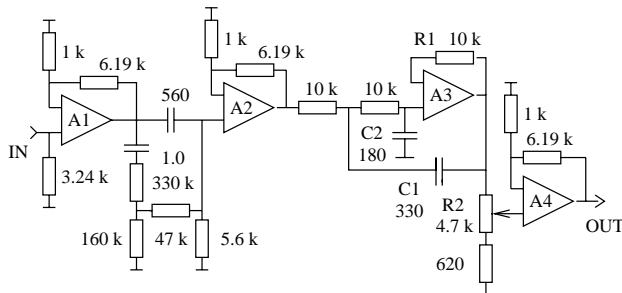 R1
10 k
1 k
6.19 k
1 k
6.19 k
10 k
10 k
A3
A1
560
A2
1 k
6.19 k
IN
C2
180
1.0
3.24 k
330 k
C1
330
R2
4.7 k
A4
OUT
160 k
47 k
5.6 k
620